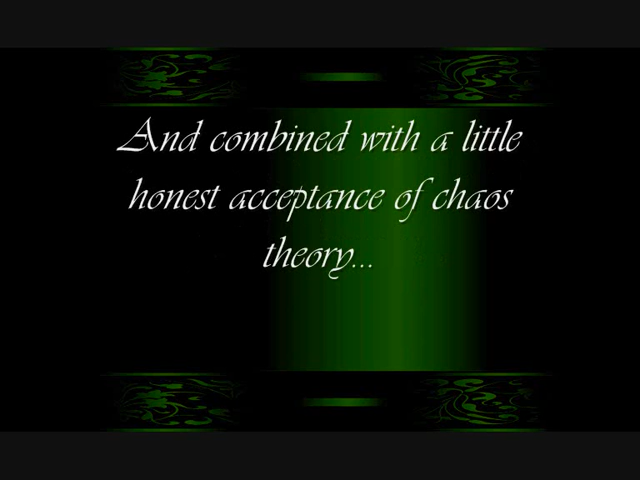 And combined with a little
honest acceptance of chaos
theory...